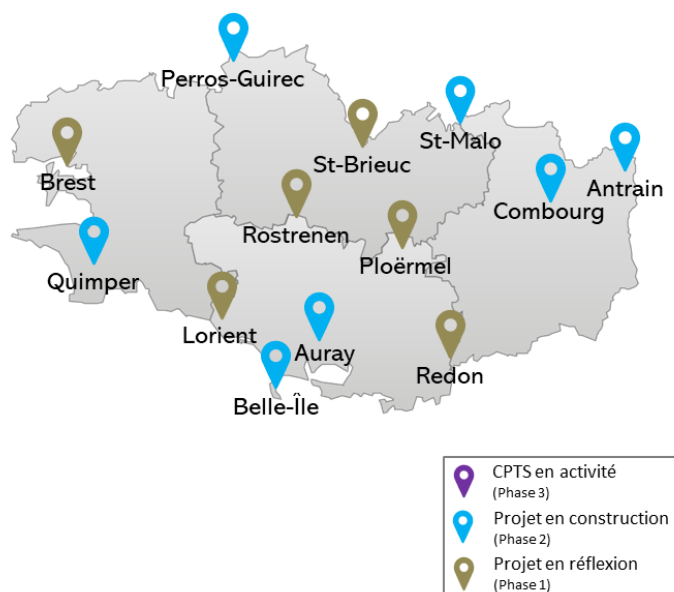 Perros-Guirec
St-Malo
St-Brieuc
Brest
Antrain
Combourg
Rostrenen
Ploërmel
Quimper
Lorient
Auray
Redon
Belle-Île
CPTS en activité
(Phase 3)
Projet en construction
(Phase 2)
Projet en réflexion
(Phase 1)